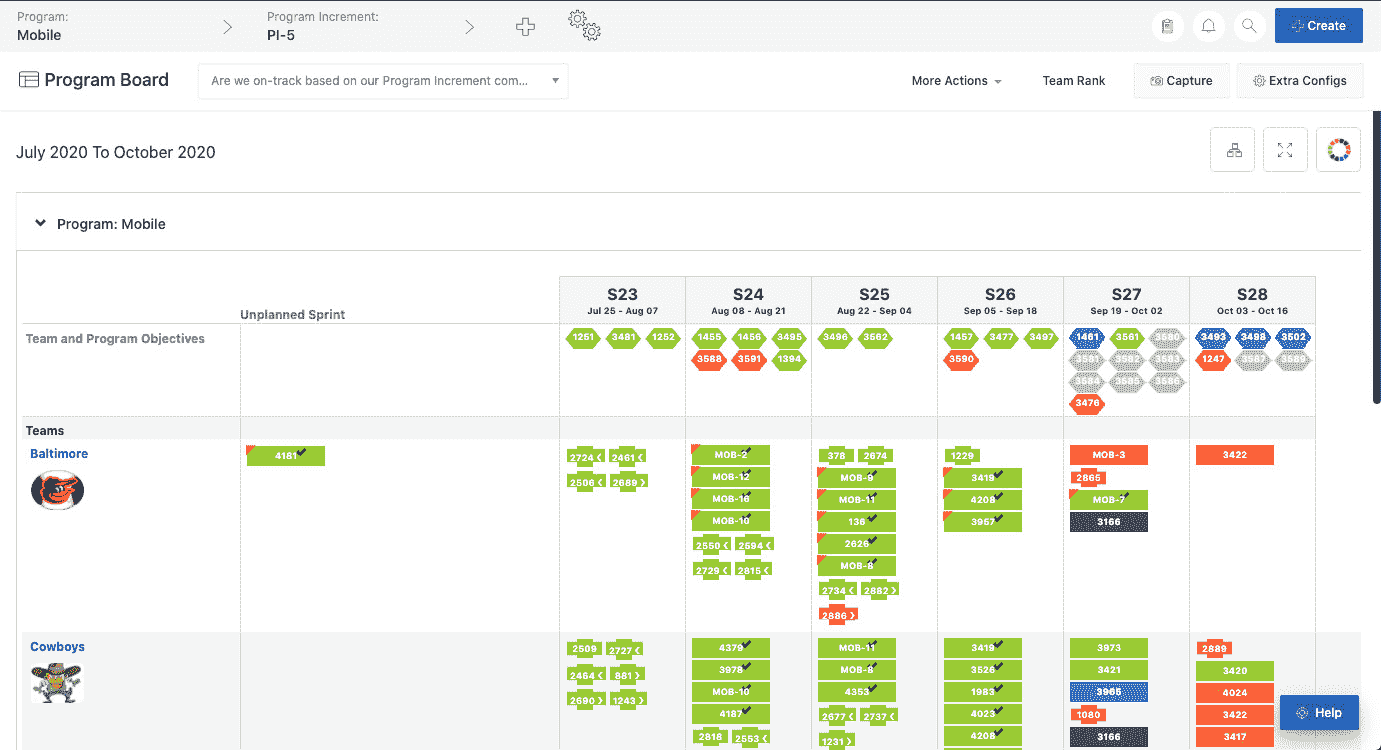 Program:
Mobile
Program Increment:
PI-5
Create
Program Board
Are we on-track based on our Program Increment com...
More Actions
Team Rank
Capture
Extra Configs
July 2020 To October 2020
Program: Mobile
S23 S24 S25 S26 S27 S28
Unplanned Sprint
Jul 25 - Aug 07 Aug 08 - Aug 21 Aug 22 - Sep 04 Sep 05 - Sep 18 Sep 19 - Oct 02 Oct 03 - Oct 16
Team and Program Objectives
1251 3481 1252 1455 1456 3495 3496 3562 1457 3477 3497 1461 3561 3493 3498 3502
3588 3591 1394 3590 1247
3476
Teams
Baltimore
4181 2724 2461 MOB-2 378 2674 1229 MOB-3 3422
2506 2689 MOB-12 MOB-9 3419 2865
MOB-16 MOB-11 4208 MOB-7
MOB-10 136 3957 3166
2550 2594 2626
2729 2815 MOB-8
2734 2882
2886
Cowboys
2509 2727 4379 MOB-11 3419 3973 2889
2464 861 3978 MOB-8 3526 3421 3420
2690 1243 MOB-10 4353 1983 3965 4024
4187 2677 2737 4023 1080 3422
2818 2553 1231 4208 3166 3417
Help